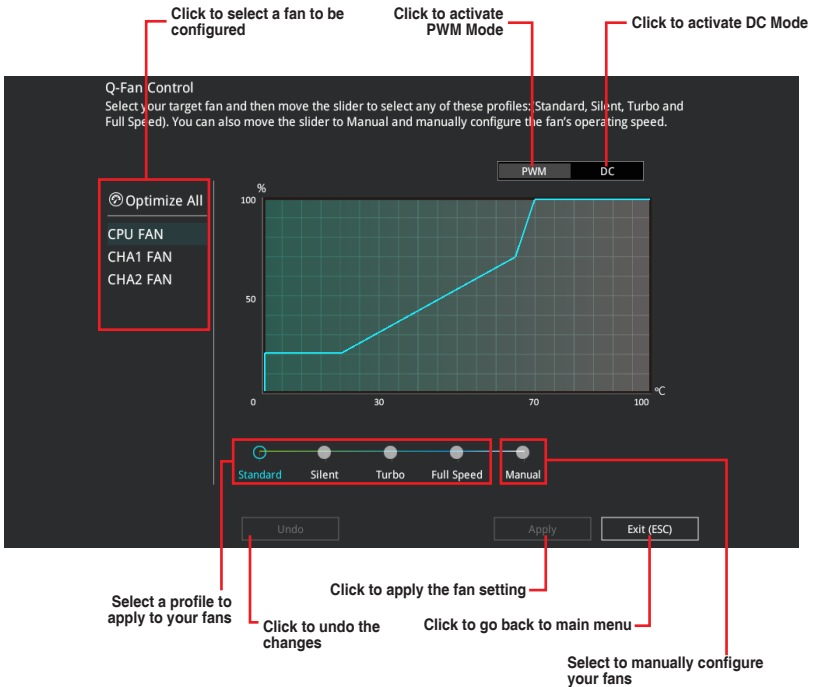 Click to select a fan to be
configured
Click to activate
PWM Mode
Click to activate DC Mode
Q-Fan Control
Select your target fan and then move the slider to select any of these profiles:(Standard, Silent, Turbo and
Full Speed). You can also move the slider to Manual and manually configure the fan's operating speed.
PWM
DC
Optimize All
CPU FAN
CHA1 FAN
CHA2 FAN
%
100
50
0
30
70
100
ºC
Standard
Silent
Turbo
Full Speed
Manual
Undo
Apply
Exit (ESC)
Select a profile to
apply to your fans
Click to undo the
changes
Click to apply the fan setting
Click to go back to main menu
Select to manually configure
your fans